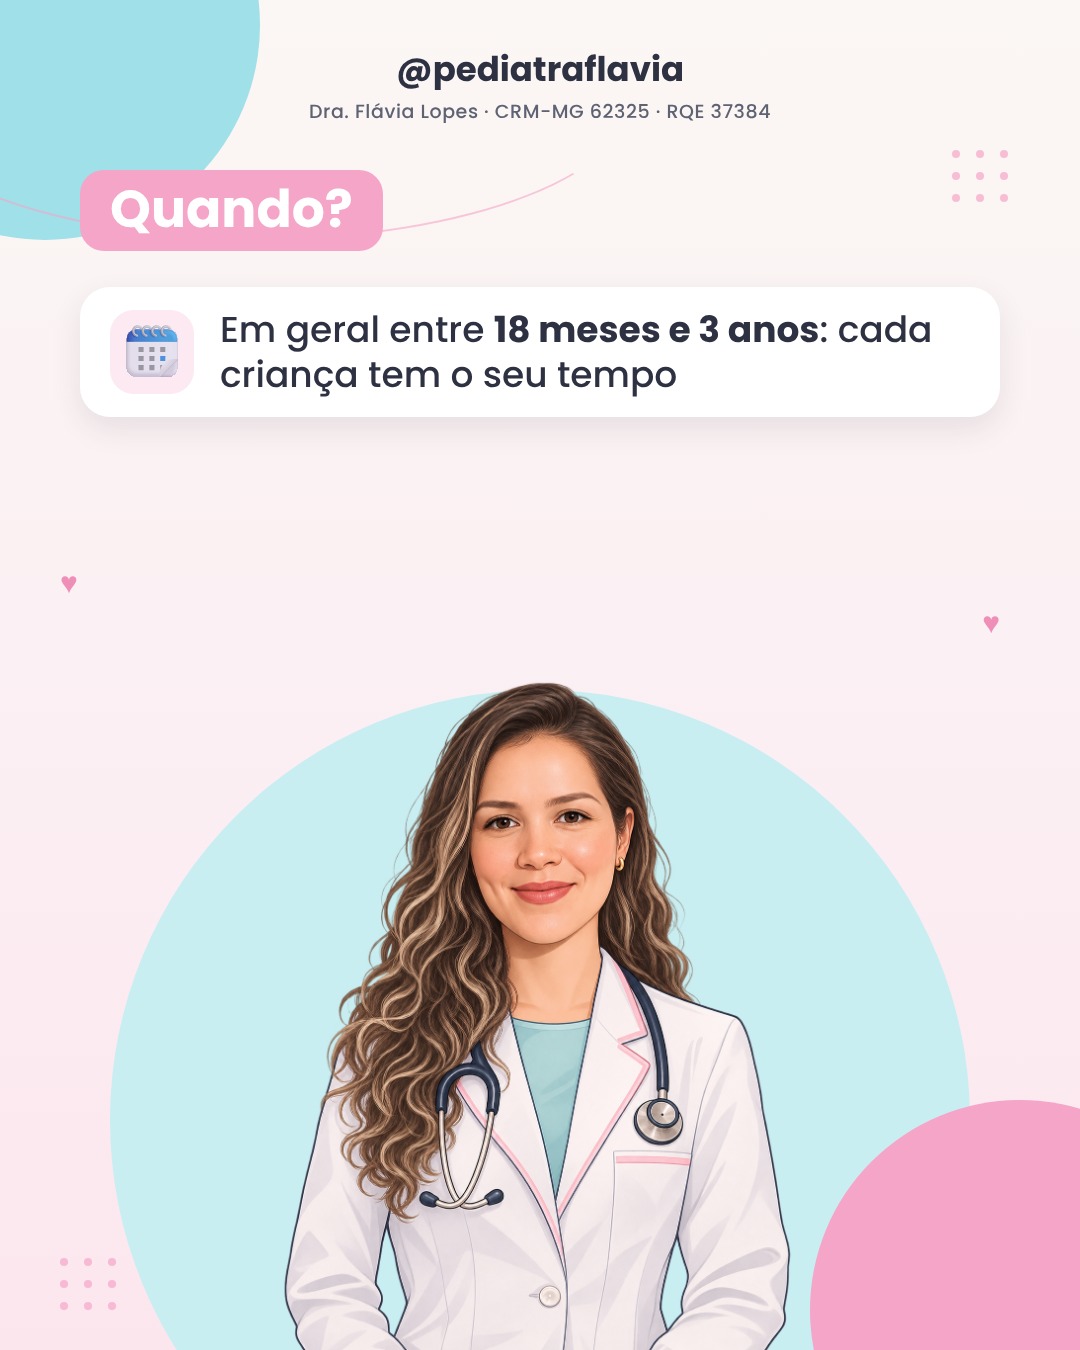 @pediatraflavia
Dra. Flávia Lopes · CRM-MG 62325 · RQE 37384
Quando?
Em geral entre 18 meses e 3 anos: cada
criança tem o seu tempo